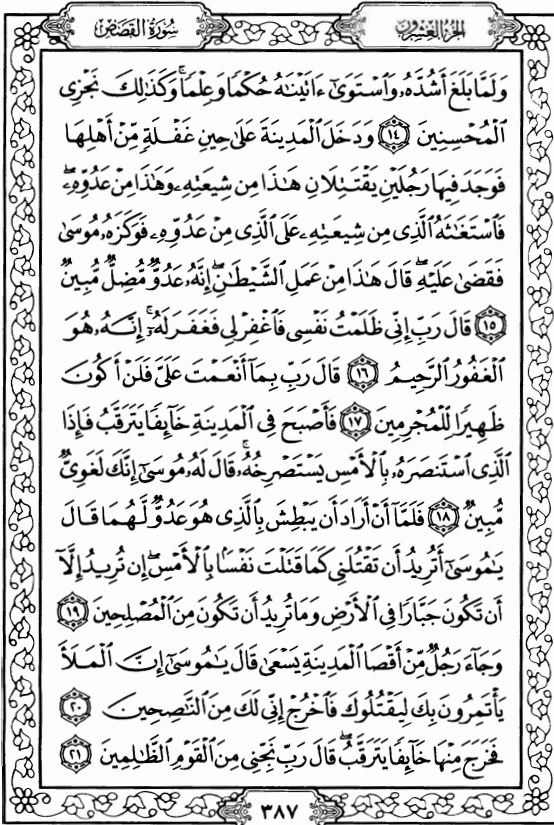 الجزء العشرون
سورة القصص
وَلَمَّا بَلَغَ أَشُدَّهُۥ وَٱسْتَوَىٰٓ ءَاتَيْنَٰهُ حُكْمًا وَعِلْمًاۚ وَكَذَٰلِكَ نَجْزِى
ٱلْمُحْسِنِينَ ١٤ وَدَخَلَ ٱلْمَدِينَةَ عَلَىٰ حِينِ غَفْلَةٍ مِّنْ أَهْلِهَا
فَوَجَدَ فِيهَا رَجُلَيْنِ يَقْتَتِلَانِ هَٰذَا مِن شِيعَتِهِۦ وَهَٰذَا مِنْ عَدُوِّهِۦۖ
فَٱسْتَغَٰثَهُ ٱلَّذِى مِن شِيعَتِهِۦ عَلَى ٱلَّذِى مِنْ عَدُوِّهِۦ فَوَكَزَهُۥ مُوسَىٰ
فَقَضَىٰ عَلَيْهِۖ قَالَ هَٰذَا مِنْ عَمَلِ ٱلشَّيْطَٰنِۖ إِنَّهُۥ عَدُوٌّ مُّضِلٌّ مُّبِينٌ
١٥ قَالَ رَبِّ إِنِّى ظَلَمْتُ نَفْسِى فَٱغْفِرْ لِى فَغَفَرَ لَهُۥٓۚ إِنَّهُۥ هُوَ
ٱلْغَفُورُ ٱلرَّحِيمُ ١٦ قَالَ رَبِّ بِمَآ أَنْعَمْتَ عَلَىَّ فَلَنْ أَكُونَ
ظَهِيرًا لِّلْمُجْرِمِينَ ١٧ فَأَصْبَحَ فِى ٱلْمَدِينَةِ خَآئِفًا يَتَرَقَّبُ فَإِذَا
ٱلَّذِى ٱسْتَنصَرَهُۥ بِٱلْأَمْسِ يَسْتَصْرِخُهُۥۚ قَالَ لَهُۥ مُوسَىٰٓ إِنَّكَ لَغَوِىٌّ
مُّبِينٌ ١٨ فَلَمَّآ أَنْ أَرَادَ أَن يَبْطِشَ بِٱلَّذِى هُوَ عَدُوٌّ لَّهُمَا قَالَ
يَٰمُوسَىٰٓ أَتُرِيدُ أَن تَقْتُلَنِى كَمَا قَتَلْتَ نَفْسًۢا بِٱلْأَمْسِۖ إِن تُرِيدُ إِلَّآ
أَن تَكُونَ جَبَّارًا فِى ٱلْأَرْضِ وَمَا تُرِيدُ أَن تَكُونَ مِنَ ٱلْمُصْلِحِينَ ١٩
وَجَآءَ رَجُلٌ مِّنْ أَقْصَا ٱلْمَدِينَةِ يَسْعَىٰ قَالَ يَٰمُوسَىٰٓ إِنَّ ٱلْمَلَأَ
يَأْتَمِرُونَ بِكَ لِيَقْتُلُوكَ فَٱخْرُجْ إِنِّى لَكَ مِنَ ٱلنَّٰصِحِينَ ٢٠
فَخَرَجَ مِنْهَا خَآئِفًا يَتَرَقَّبُۖ قَالَ رَبِّ نَجِّنِى مِنَ ٱلْقَوْمِ ٱلظَّٰلِمِينَ ٢١
٣٨٧